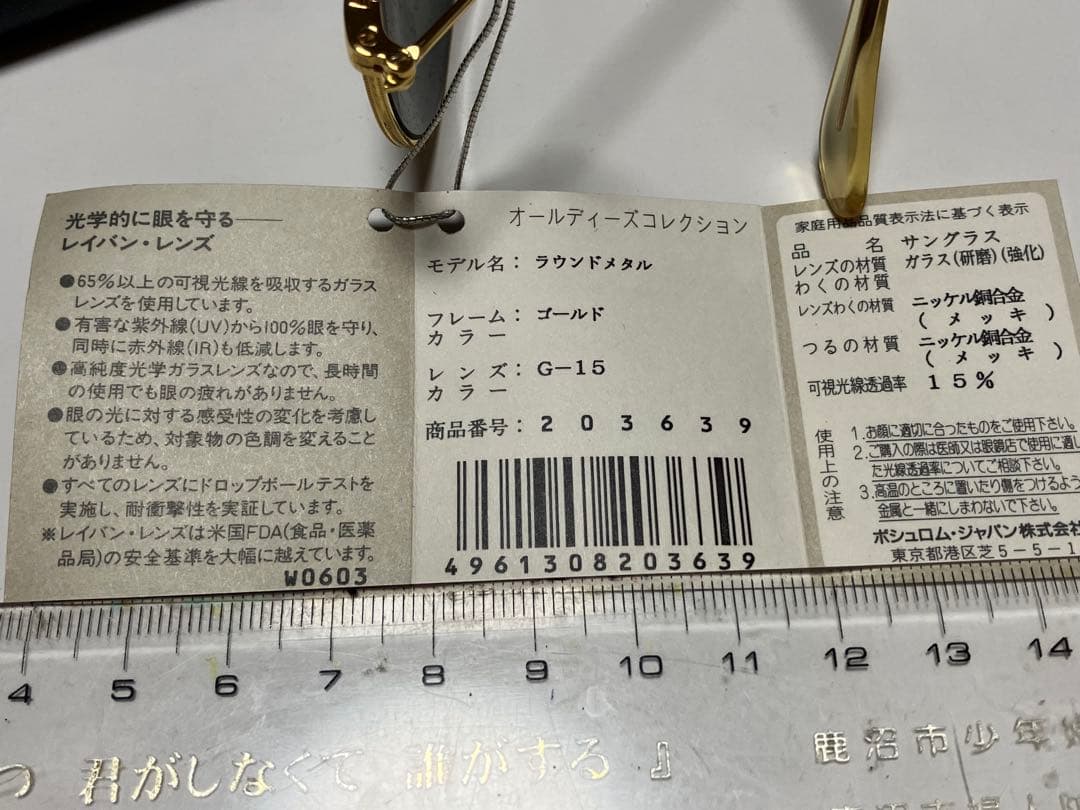 光学的に眼を守る――
レイバン・レンズ
●65%以上の可視光線を吸収するガラス
レンズを使用しています。
●有害な紫外線(UV)から100%眼を守り、
同時に赤外線(IR)も低減します。
●高純度光学ガラスレンズなので、長時間
の使用でも眼の疲れがありません。
●眼の光に対する感受性の変化を考慮し
ているため、対象物の色調を変えること
がありません。
●すべてのレンズにドロップボールテストを
実施し、耐衝撃性を実証しています。
※レイバン・レンズは米国FDA(食品・医薬
品局)の安全基準を大幅に越えています。
W0603
オールディーズコレクション
モデル名：ラウンドメタル
フレーム：ゴールド
カラー
レンズ：G-15
カラー
商品番号：203639
4961308203639
家庭用品品質表示法に基づく表示
品名 サングラス
レンズの材質 ガラス(研磨)(強化)
わくの材質
レンズわくの材質 ニッケル銅合金
(メッキ)
つるの材質 ニッケル銅合金
(メッキ)
可視光線透過率 15%
使用上の注意
1.お顔に適切に合ったものをご使用下さい。
2.ご購入の際は医師又は眼鏡店で使用に適し
た光線透過率についてご相談下さい。
3.高温のところに置いたり傷をつけるよう
金属と一緒にしまわないで下さい。
ボシュロム・ジャパン株式会社
東京都港区芝5-5-1
4 5 6 7 8 9 10 11 12 13 14
つ 君がしなくて 誰がする』
鹿沼市少年